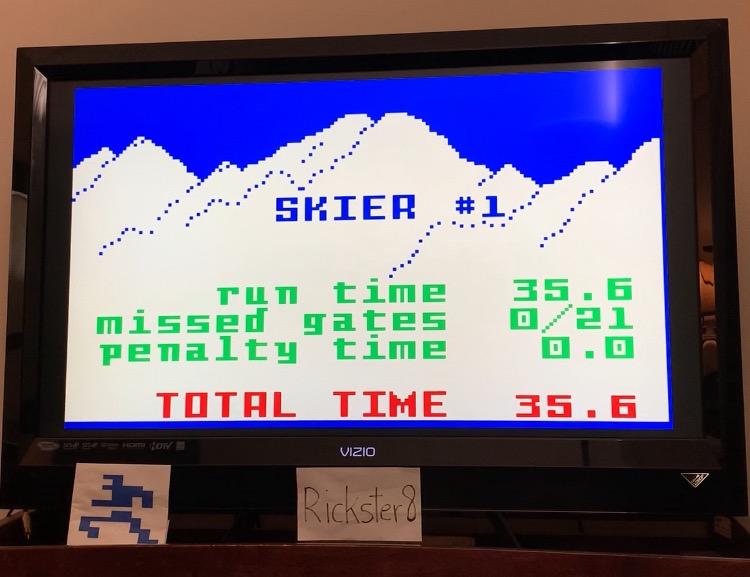 SKIER #1
run time 35.6
missed gates 0/21
penalty time 0.0
TOTAL TIME 35.6
HDMI
VIZIO
Rickster8